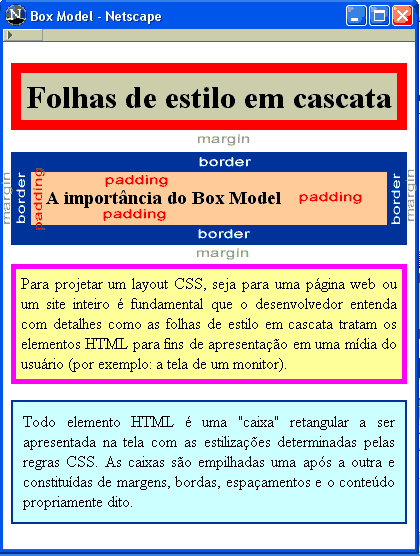 Box Model - Netscape
Folhas de estilo em cascata
margin
border
padding
margin
border
padding
A importância do Box Model
padding
border
margin
padding
border
margin
Para projetar um layout CSS, seja para uma página web ou
um site inteiro é fundamental que o desenvolvedor entenda
com detalhes como as folhas de estilo em cascata tratam os
elementos HTML para fins de apresentação em uma mídia do
usuário (por exemplo: a tela de um monitor).
Todo elemento HTML é uma "caixa" retangular a ser
apresentada na tela com as estilizações determinadas pelas
regras CSS. As caixas são empilhadas uma após a outra e
constituídas de margens, bordas, espaçamentos e o conteúdo
propriamente dito.